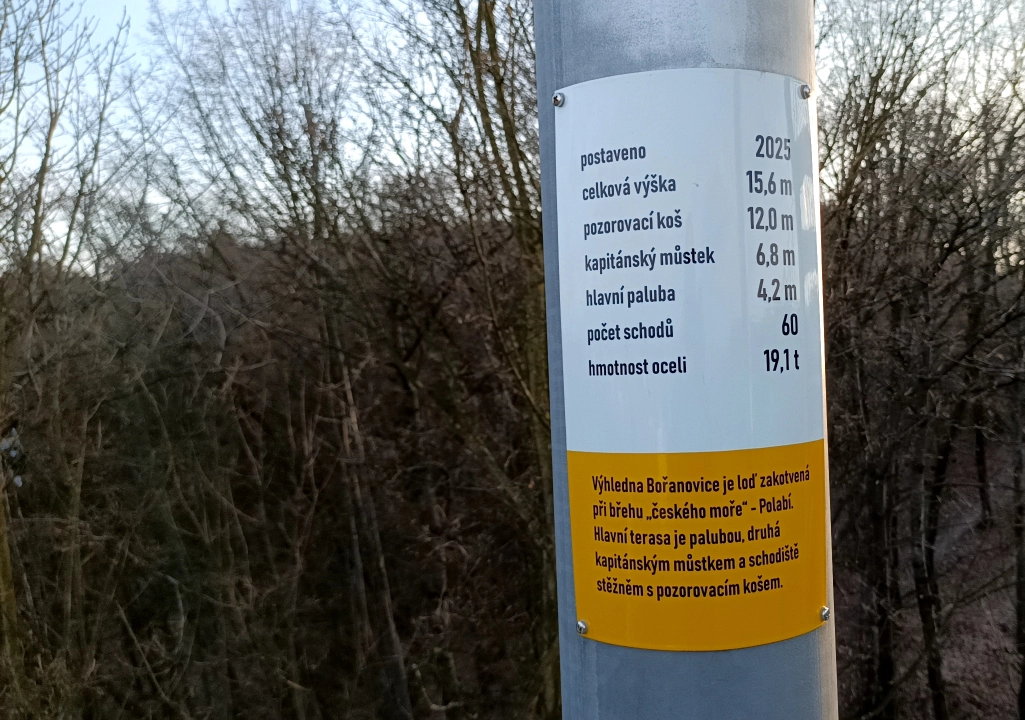 postaveno 2025
celková výška 15,6 m
pozorovací koš 12,0 m
kapitánský můstek 6,8 m
hlavní paluba 4,2 m
počet schodů 60
hmotnost oceli 19,1 t
Výhledna Bořanovice je loď zakotvená
při břehu „českého moře“ - Polabí.
Hlavní terasa je palubou, druhá
kapitánským můstkem a schodiště
stěžněm s pozorovacím košem.